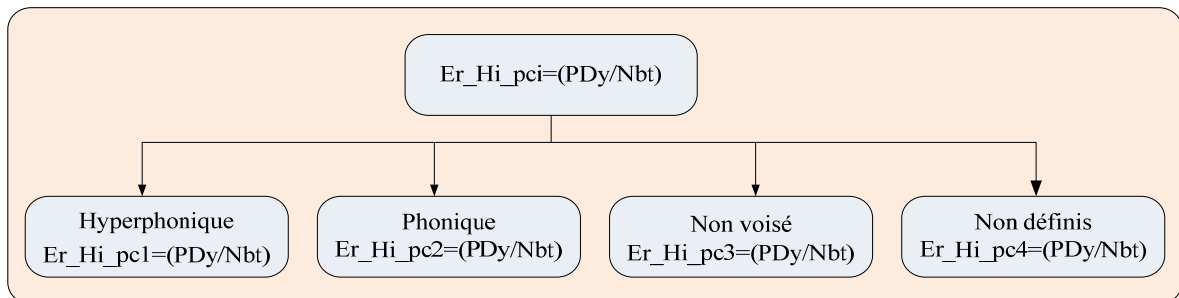 Er_Hi_pci=(PDy/Nbt)
Hyperphonique
Er_Hi_pc1=(PDy/Nbt)
Phonique
Er_Hi_pc2=(PDy/Nbt)
Non voisé
Er_Hi_pc3=(PDy/Nbt)
Non définis
Er_Hi_pc4=(PDy/Nbt)